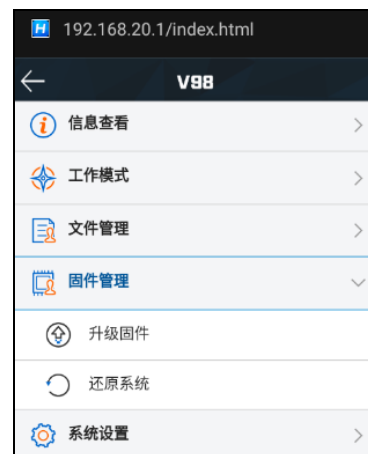 H 192.168.20.1/index.html
V98
信息查看
工作模式
文件管理
固件管理
升级固件
还原系统
系统设置